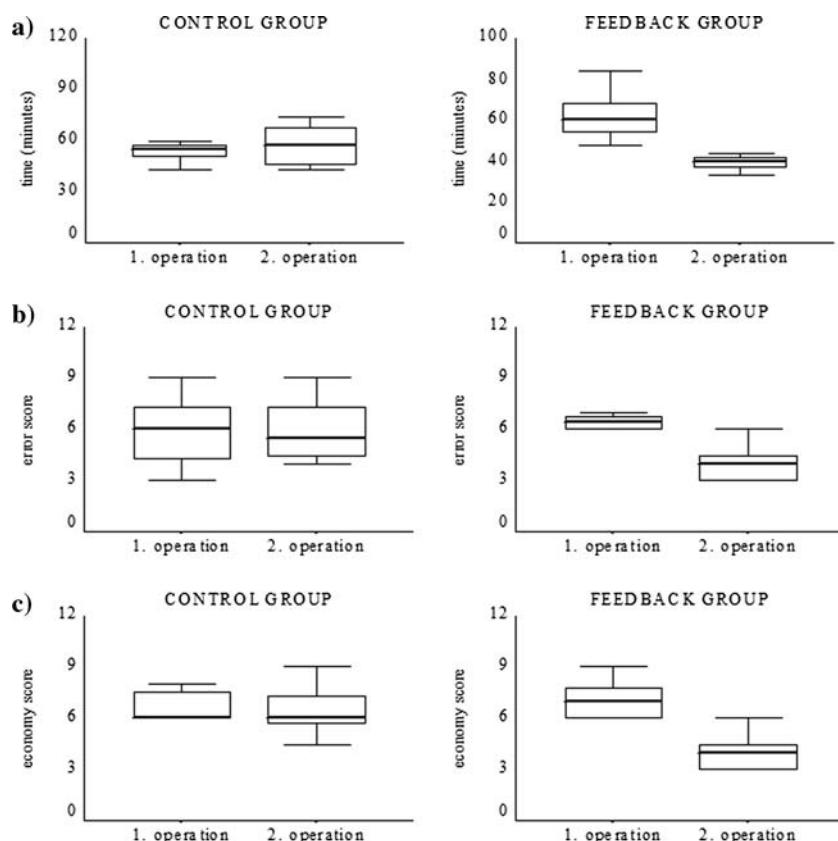 a)
CONTROL GROUP
120
90
60
30
0
time (minutes)
1. operation 2. operation
FEEDBACK GROUP
100
80
60
40
20
0
time (minutes)
1. operation 2. operation
b)
CONTROL GROUP
12
9
6
3
0
error score
1. operation 2. operation
FEEDBACK GROUP
12
9
6
3
0
error score
1. operation 2. operation
c)
CONTROL GROUP
12
9
6
3
0
economy score
1. operation 2. operation
FEEDBACK GROUP
12
9
6
3
0
economy score
1. operation 2. operation